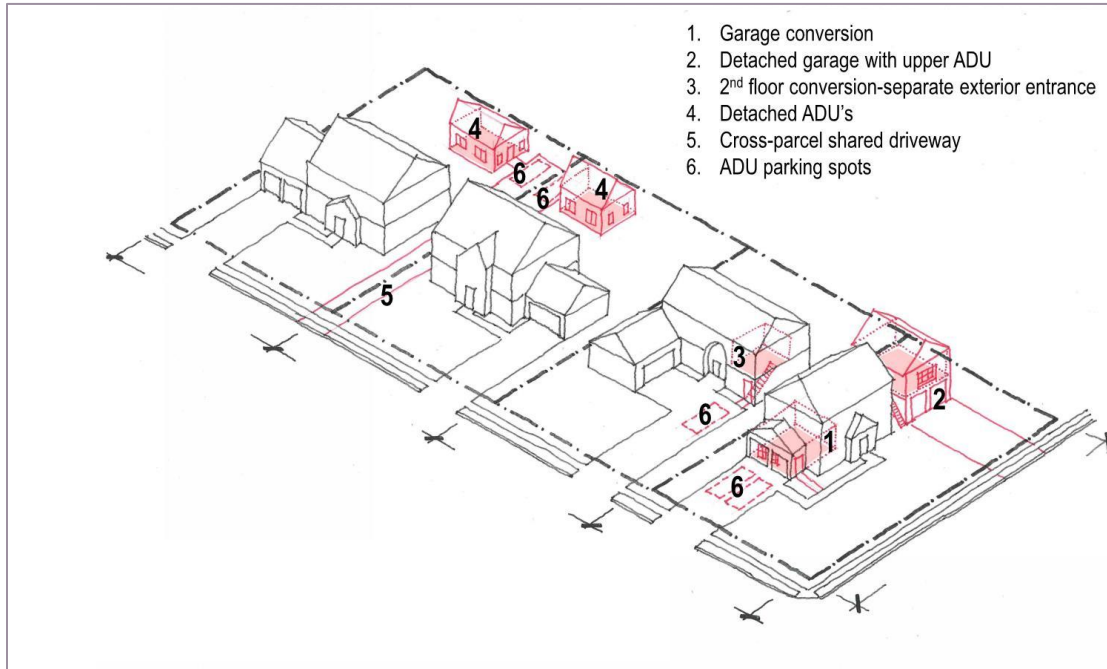 1. Garage conversion
2. Detached garage with upper ADU
3. 2nd floor conversion-separate exterior entrance
4. Detached ADU's
5. Cross-parcel shared driveway
6. ADU parking spots
4
6
6
4
5
3
6
2
1
6